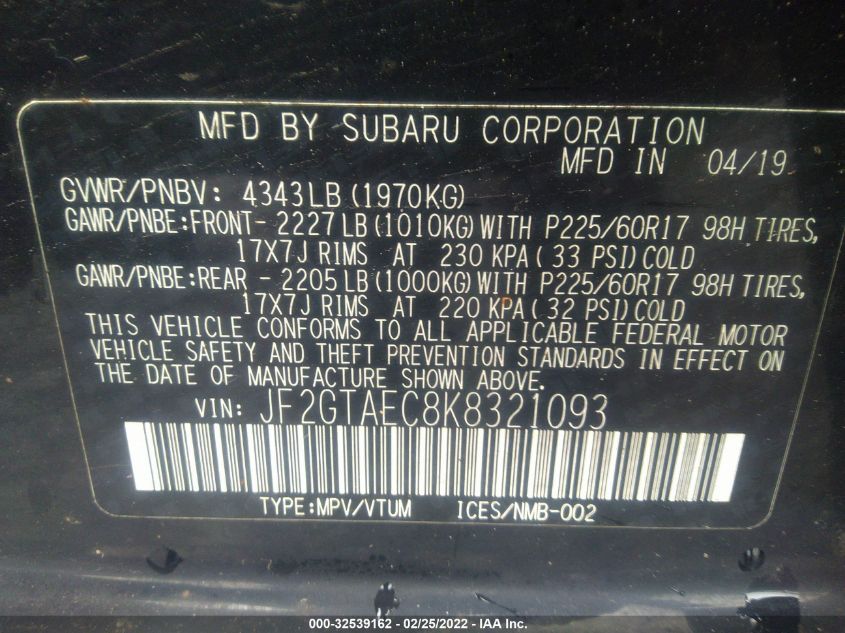 MFD BY SUBARU CORPORATION
MFD IN 04/19
GVWR/PNBV: 4343LB (1970KG)
GAWR/PNBE:FRONT- 2227 LB (1010KG) WITH P225/60R17 98H TIRES,
17X7J RIMS AT 230 KPA ( 33 PSI) COLD
GAWR/PNBE:REAR - 2205 LB (1000KG) WITH P225/60R17 98H TIRES,
17X7J RIMS AT 220 KPA ( 32 PSI) COLD
THIS VEHICLE CONFORMS TO ALL APPLICABLE FEDERAL MOTOR
VEHICLE SAFETY AND THEFT PREVENTION STANDARDS IN EFFECT ON
THE DATE OF MANUFACTURE SHOWN ABOVE.
VIN: JF2GTAEC8K8321093
TYPE:MPV/VTUM ICES/NMB-002
000-32539162 - 02/25/2022 - IAA Inc.